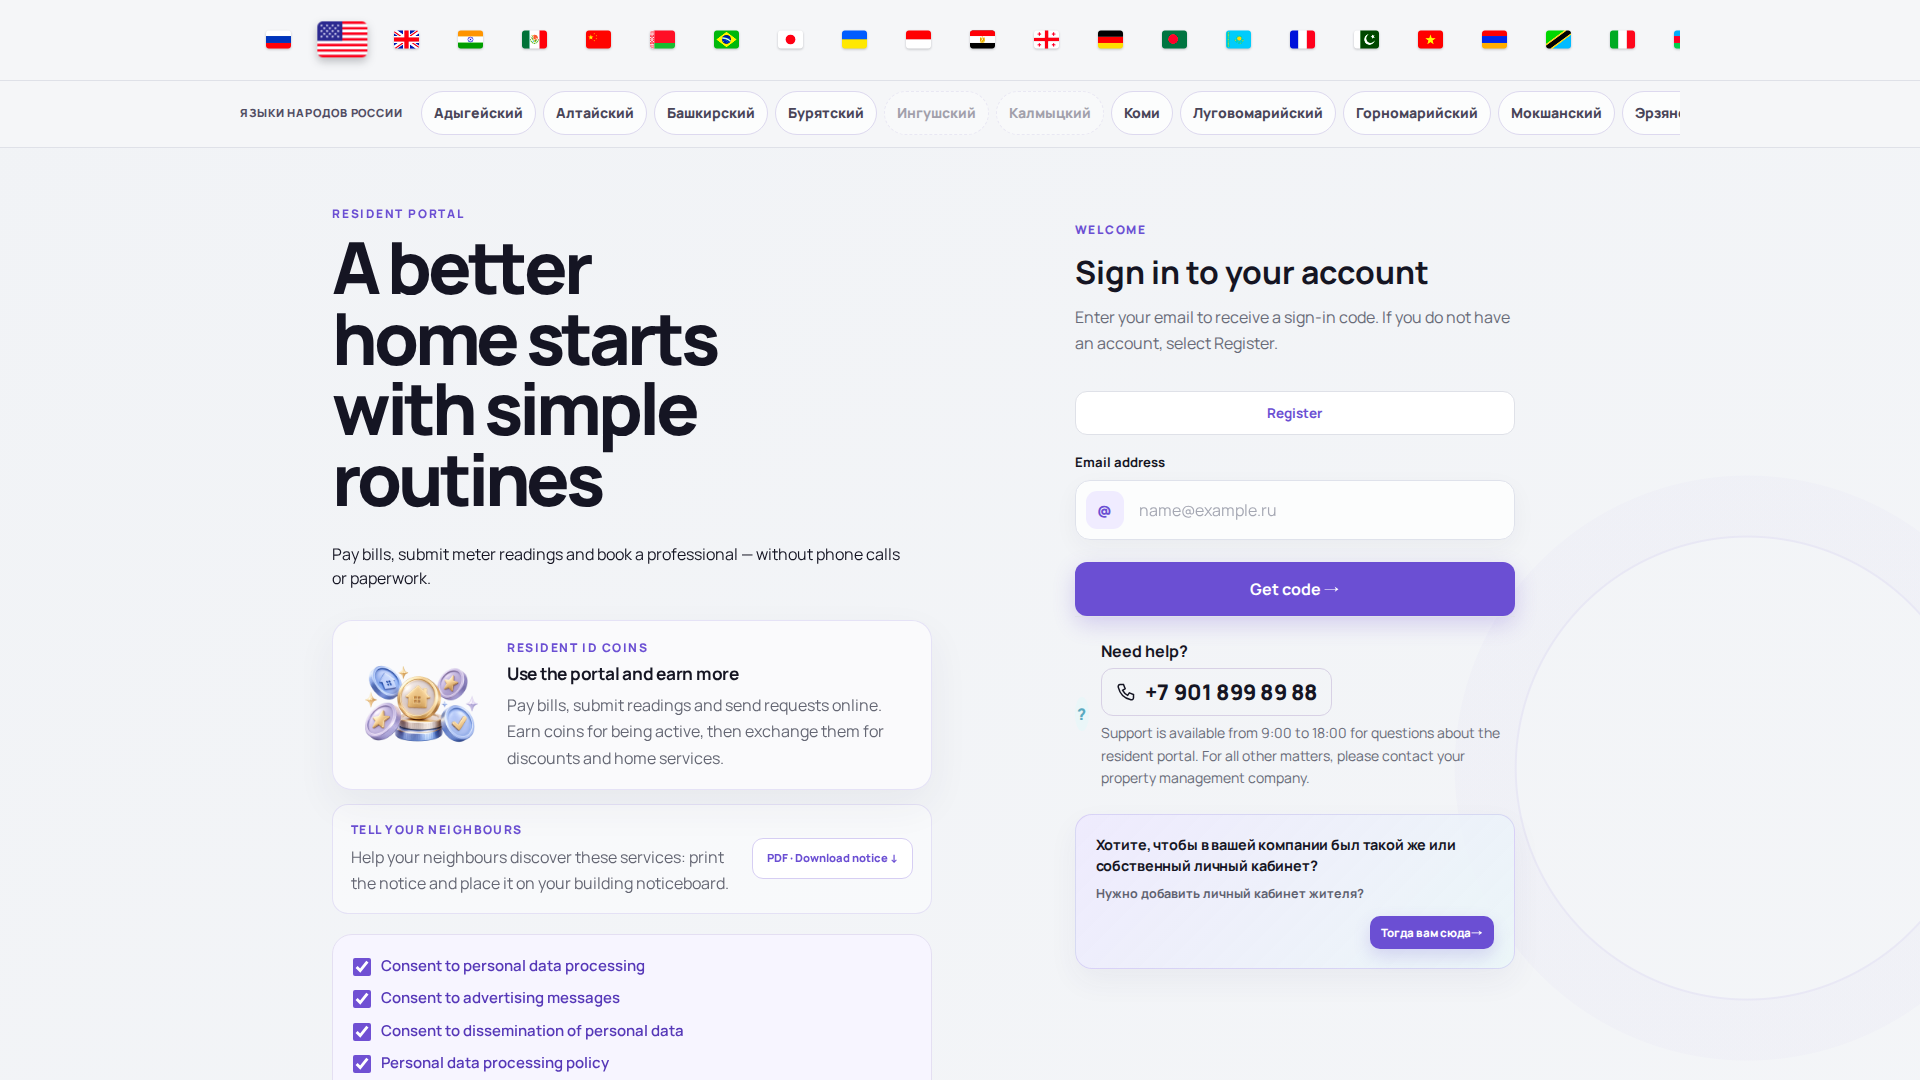 ЯЗЫКИ НАРОДОВ РОССИИ
Адыгейский
Алтайский
Башкирский
Бурятский
Ингушский
Калмыцкий
Коми
Луговомарийский
Горномарийский
Мокшанский
RESIDENT PORTAL
A better
home starts
with simple
routines
Pay bills, submit meter readings and book a professional — without phone calls
or paperwork.
RESIDENT ID COINS
Use the portal and earn more
Pay bills, submit readings and send requests online.
Earn coins for being active, then exchange them for
discounts and home services.
TELL YOUR NEIGHBOURS
Help your neighbours discover these services: print
the notice and place it on your building noticeboard.
PDF · Download notice ↓
Consent to personal data processing
Consent to advertising messages
Consent to dissemination of personal data
Personal data processing policy
WELCOME
Sign in to your account
Enter your email to receive a sign-in code. If you do not have
an account, select Register.
Register
Email address
@ name@example.ru
Get code →
Need help?
+7 901 899 89 88
?
Support is available from 9:00 to 18:00 for questions about the
resident portal. For all other matters, please contact your
property management company.
Хотите, чтобы в вашей компании был такой же или
собственный личный кабинет?
Нужно добавить личный кабинет жителя?
Тогда вам сюда→